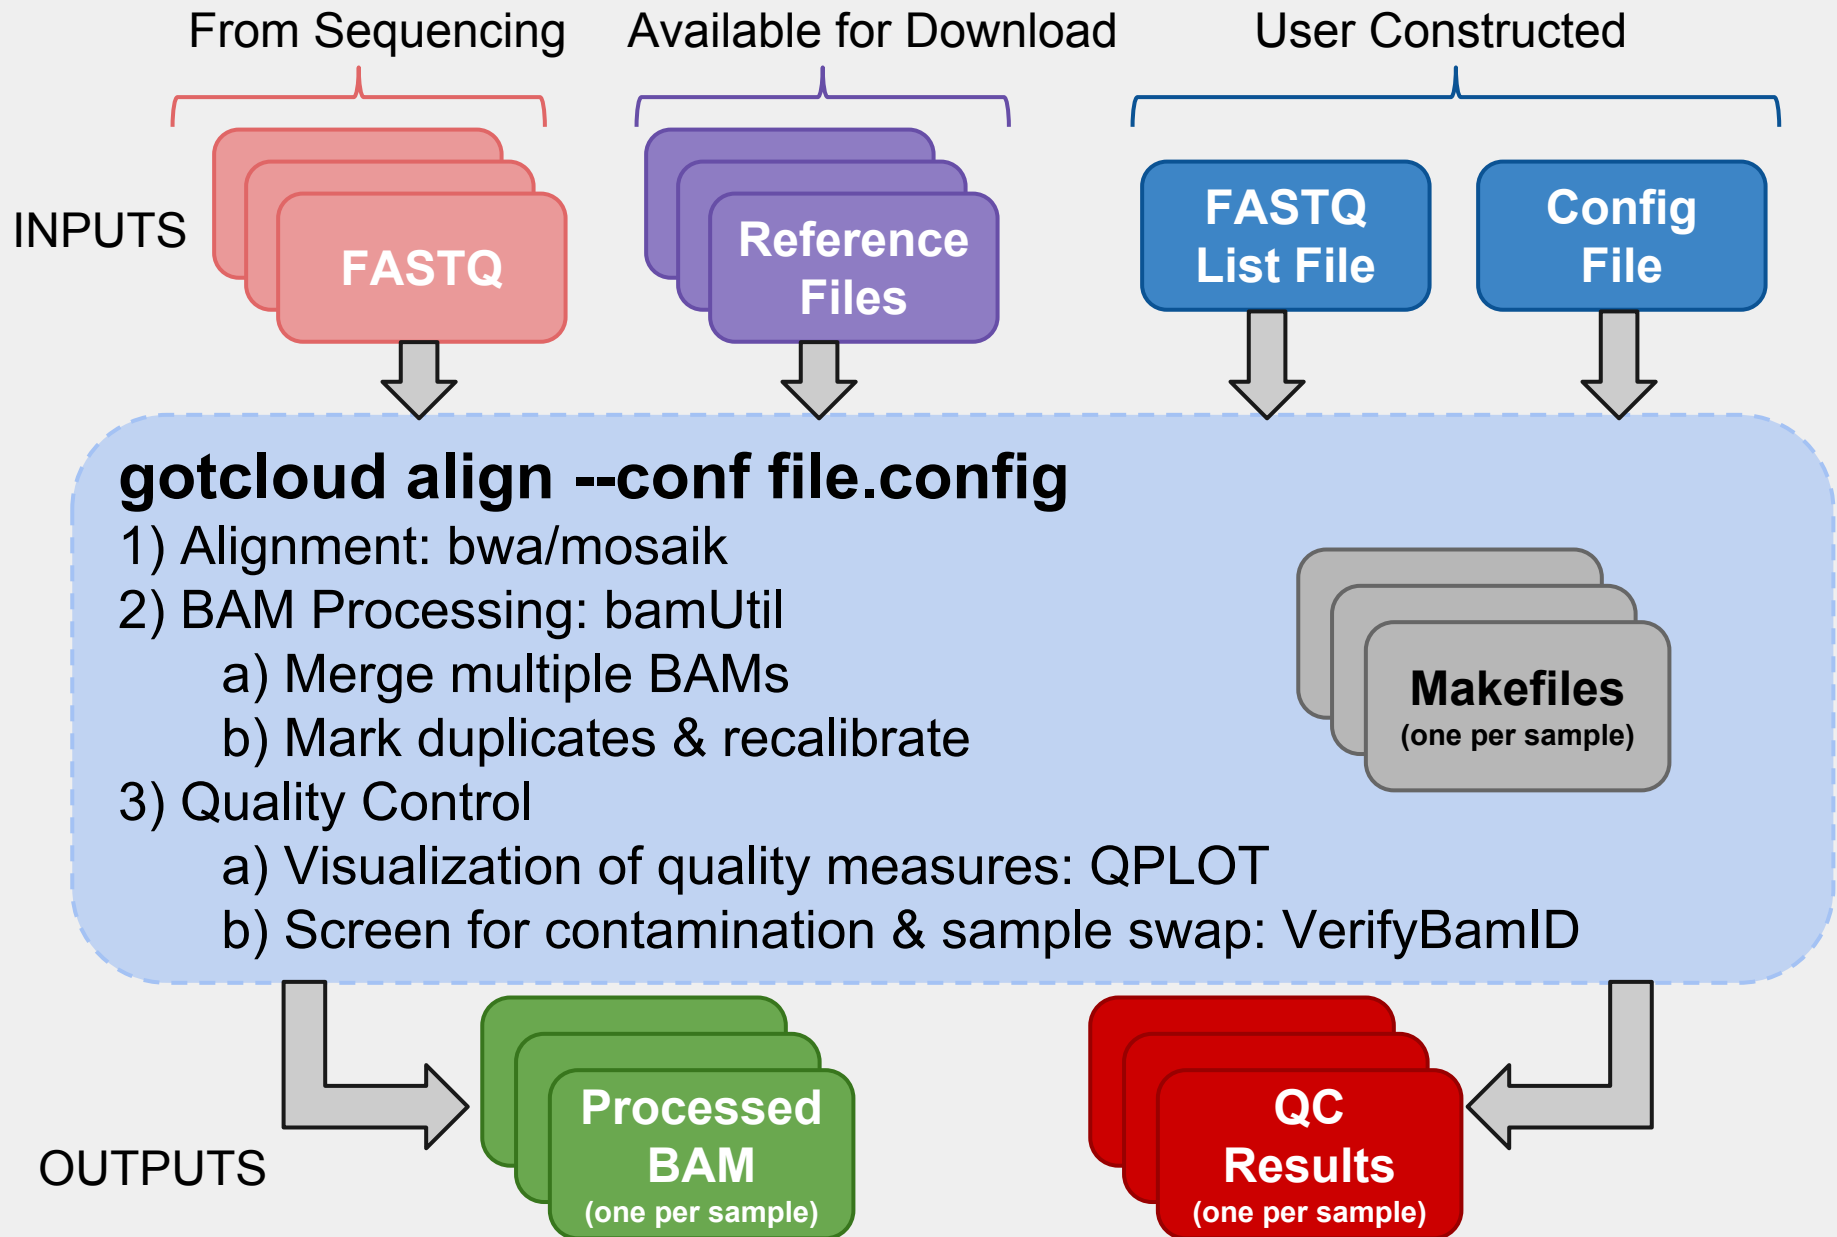 From Sequencing
Available for Download
User Constructed
INPUTS
FASTQ
Reference
Files
FASTQ
List File
Config
File
gotcloud align --conf file.config
1) Alignment: bwa/mosaik
2) BAM Processing: bamUtil
a) Merge multiple BAMs
b) Mark duplicates & recalibrate
3) Quality Control
a) Visualization of quality measures: QPLOT
b) Screen for contamination & sample swap: VerifyBamID
Makefiles
(one per sample)
OUTPUTS
Processed
BAM
(one per sample)
QC
Results
(one per sample)